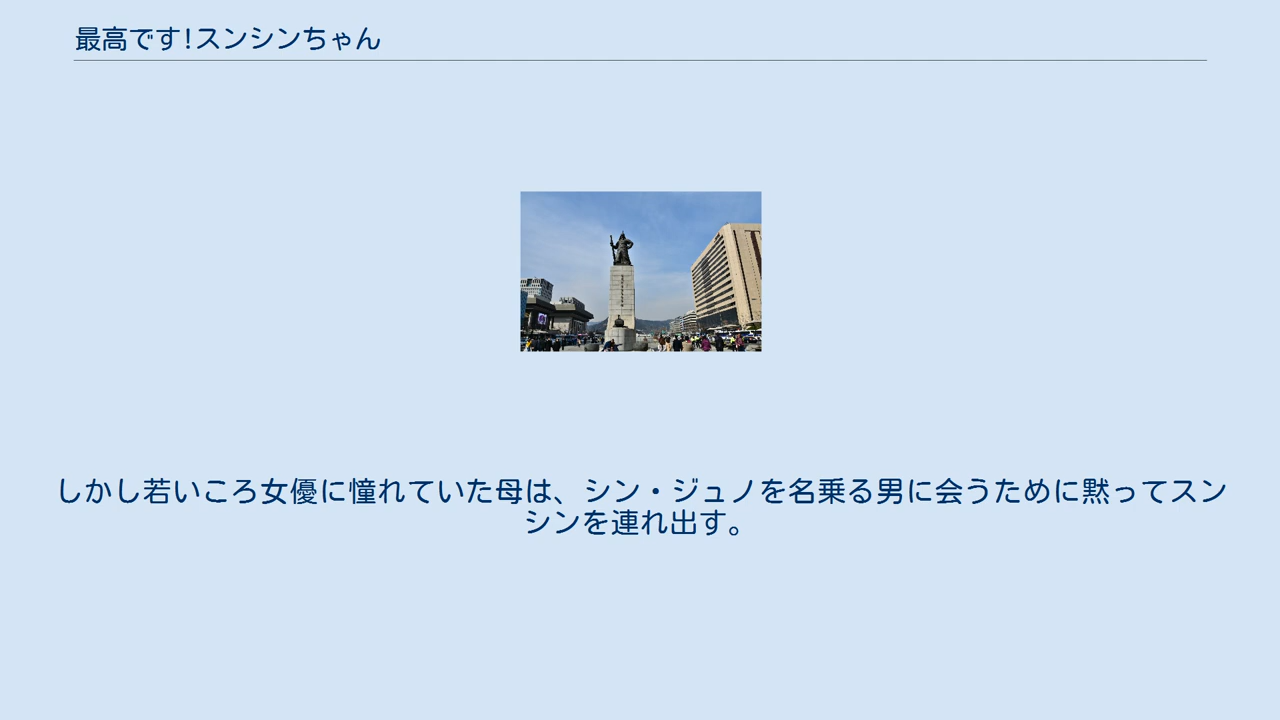 最高です!スンシンちゃん
しかし若いころ女優に憧れていた母は、シン・ジュノを名乗る男に会うために黙ってスン
シンを連れ出す。